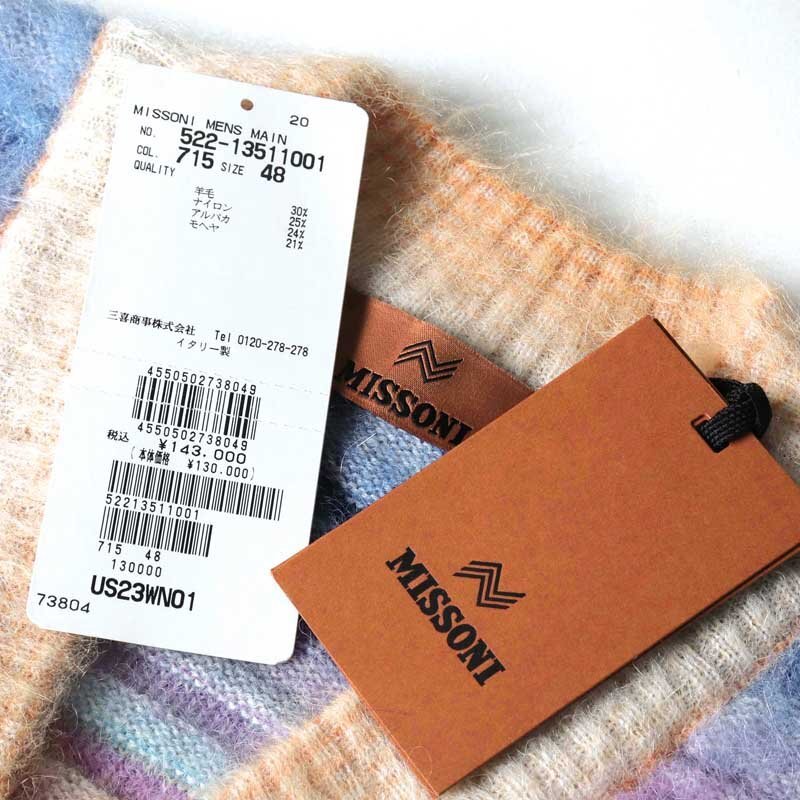 MISSONI MENS MAIN 20
NO. 522-13511001
COL. 715 SIZE 48
QUALITY
羊毛 30%
ナイロン 25%
アルパカ 24%
モヘヤ 21%
三喜商事株式会社 Tel 0120-278-278
イタリー製
4550502738049
4550502738049
税込 ¥143.000
(本体価格 ¥130.000)
52213511001
715 48
130000
US23WN01
73804
MISSONI
MISSONI